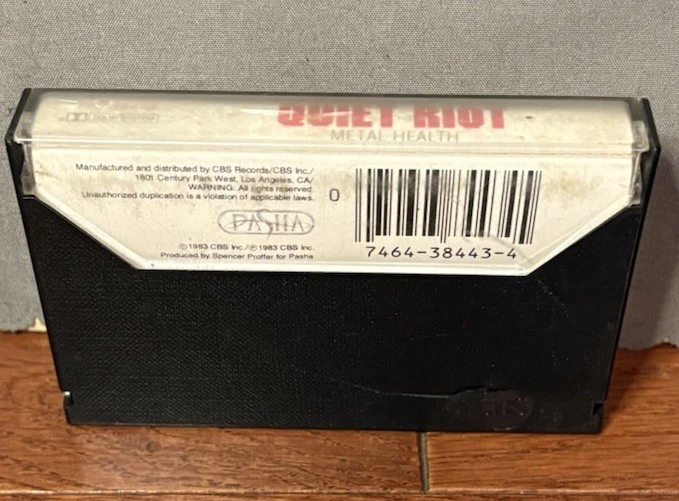 QUIET RIOT
METAL HEALTH
Manufactured and distributed by CBS Records/CBS Inc./
1801 Century Park West, Los Angeles, CA/
WARNING: All rights reserved.
Unauthorized duplication is a violation of applicable laws.
0
PASHA
©1983 CBS Inc./℗1983 CBS Inc.
Produced by Spencer Proffer for Pasha
7464-38443-4